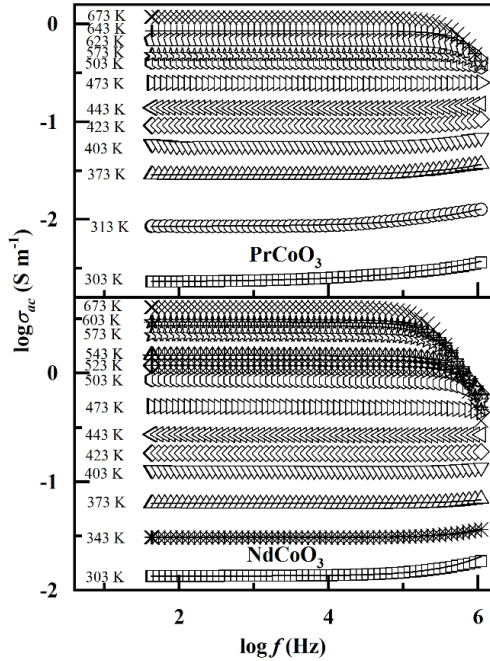 0
673 K
643 K
623 K
573 K
503 K
473 K
-1
443 K
423 K
403 K
373 K
-2
313 K
PrCoO3
303 K
673 K
603 K
573 K
543 K
523 K
0
503 K
473 K
443 K
423 K
403 K
-1
373 K
343 K
NdCoO3
303 K
-2
2 4 6
log f (Hz)
logσac (S m-1)